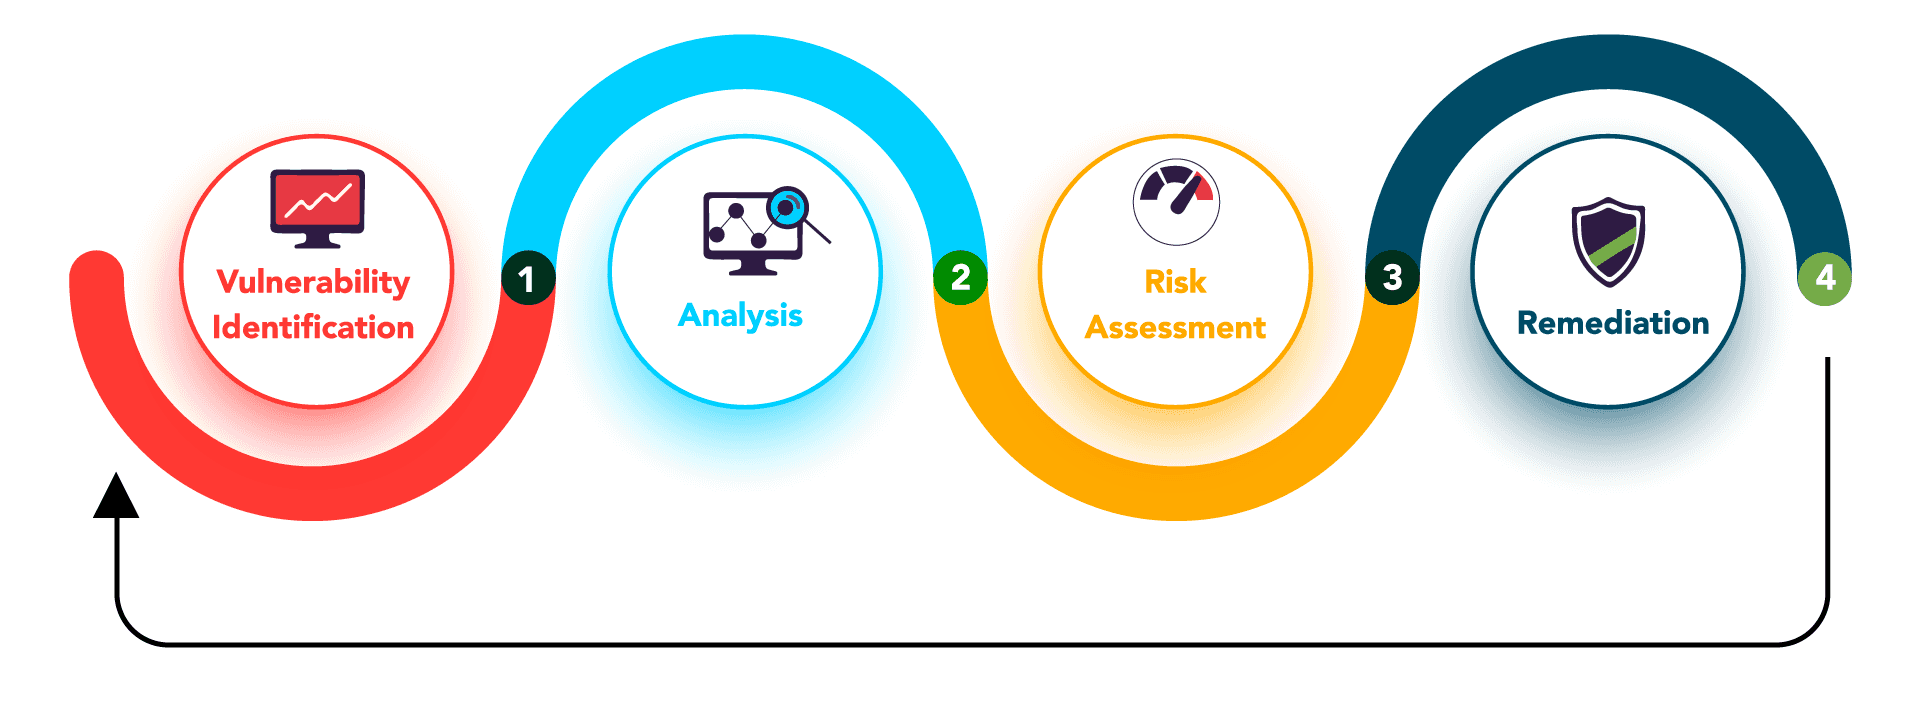 Vulnerability
Identification
1
Analysis
2
Risk
Assessment
3
Remediation
4